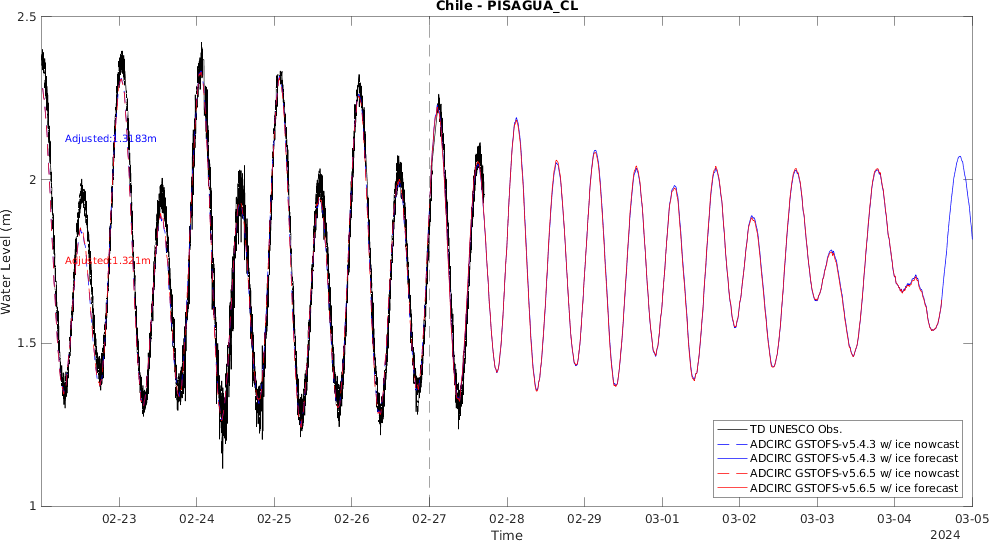 Chile - PISAGUA_CL
2.5
2
1.5
1
Water Level (m)
Adjusted:1.3183m
Adjusted:1.321m
TD UNESCO Obs.
ADCIRC GSTOFS-v5.4.3 w/ ice nowcast
ADCIRC GSTOFS-v5.4.3 w/ ice forecast
ADCIRC GSTOFS-v5.6.5 w/ ice nowcast
ADCIRC GSTOFS-v5.6.5 w/ ice forecast
02-23 02-24 02-25 02-26 02-27 02-28 02-29 03-01 03-02 03-03 03-04 03-05
Time
2024